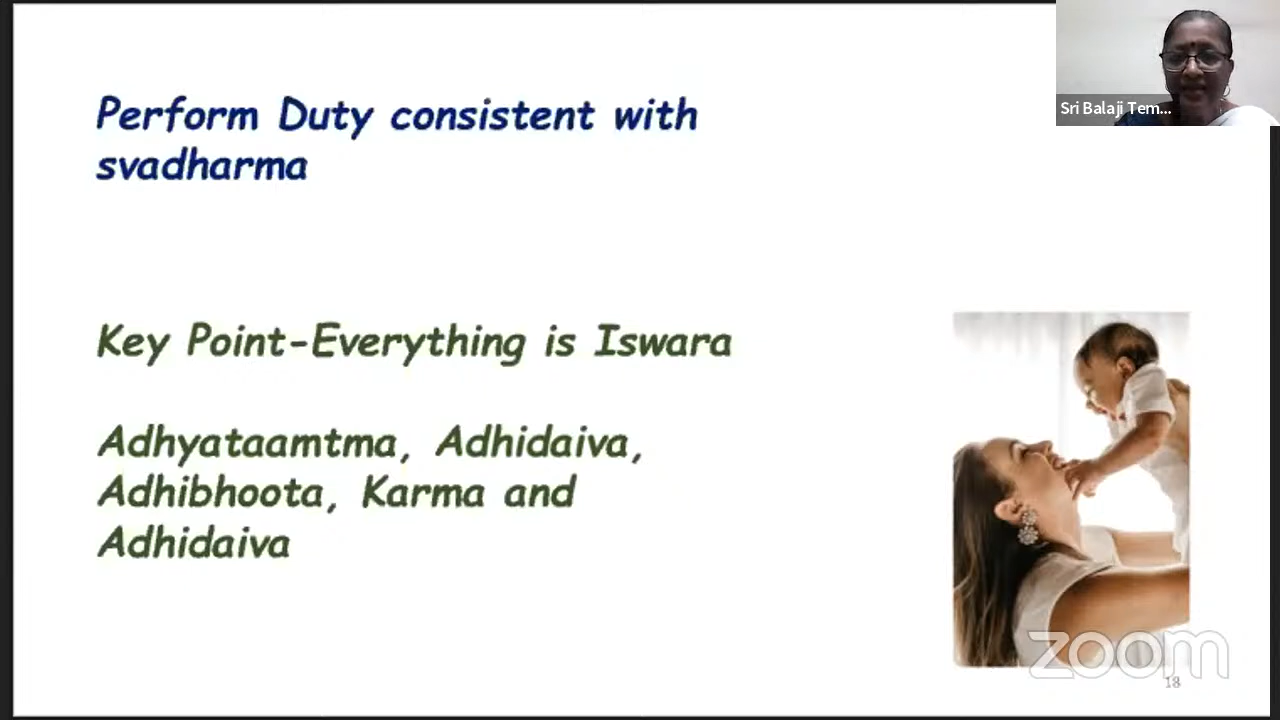 Perform Duty consistent with
svadharma
Key Point-Everything is Iswara
Adhyataamtma, Adhidaiva,
Adhibhoota, Karma and
Adhidaiva
Sri Balaji Tem...
zoom
18